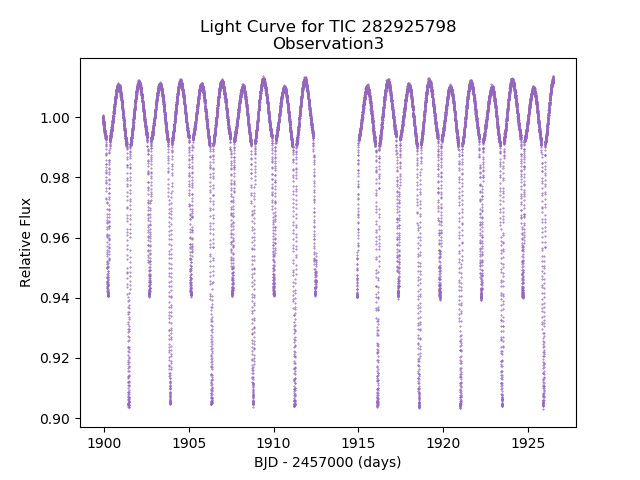 Light Curve for TIC 282925798
Observation3
Relative Flux
1.00
0.98
0.96
0.94
0.92
0.90
1900 1905 1910 1915 1920 1925
BJD - 2457000 (days)